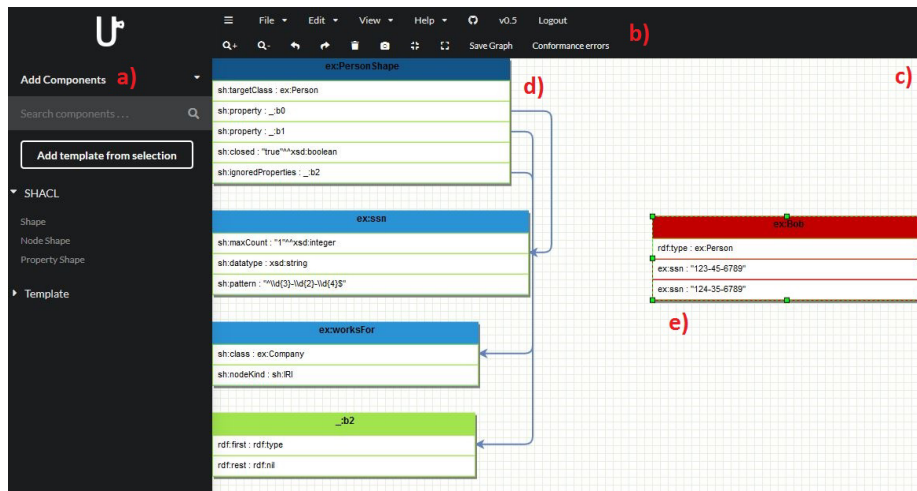 File Edit View Help v0.5 Logout
Save Graph Conformance errors
b)
Add Components
a)
Search components . . .
Add template from selection
SHACL
Shape
Node Shape
Property Shape
Template
ex:PersonShape
sh:targetClass : ex:Person
sh:property : _:b0
sh:property : _:b1
sh:closed : "true"^^xsd:boolean
sh:ignoredProperties : _:b2
d)
c)
ex:ssn
sh:maxCount : "1"^^xsd:integer
sh:datatype : xsd:string
sh:pattern : "^\\d{3}-\\d{2}-\\d{4}$"
ex:Bob
rdf:type : ex:Person
ex:ssn : "123-45-6789"
ex:ssn : "124-35-6789"
e)
ex:worksFor
sh:class : ex:Company
sh:nodeKind : sh:IRI
_:b2
rdf:first : rdf:type
rdf:rest : rdf:nil